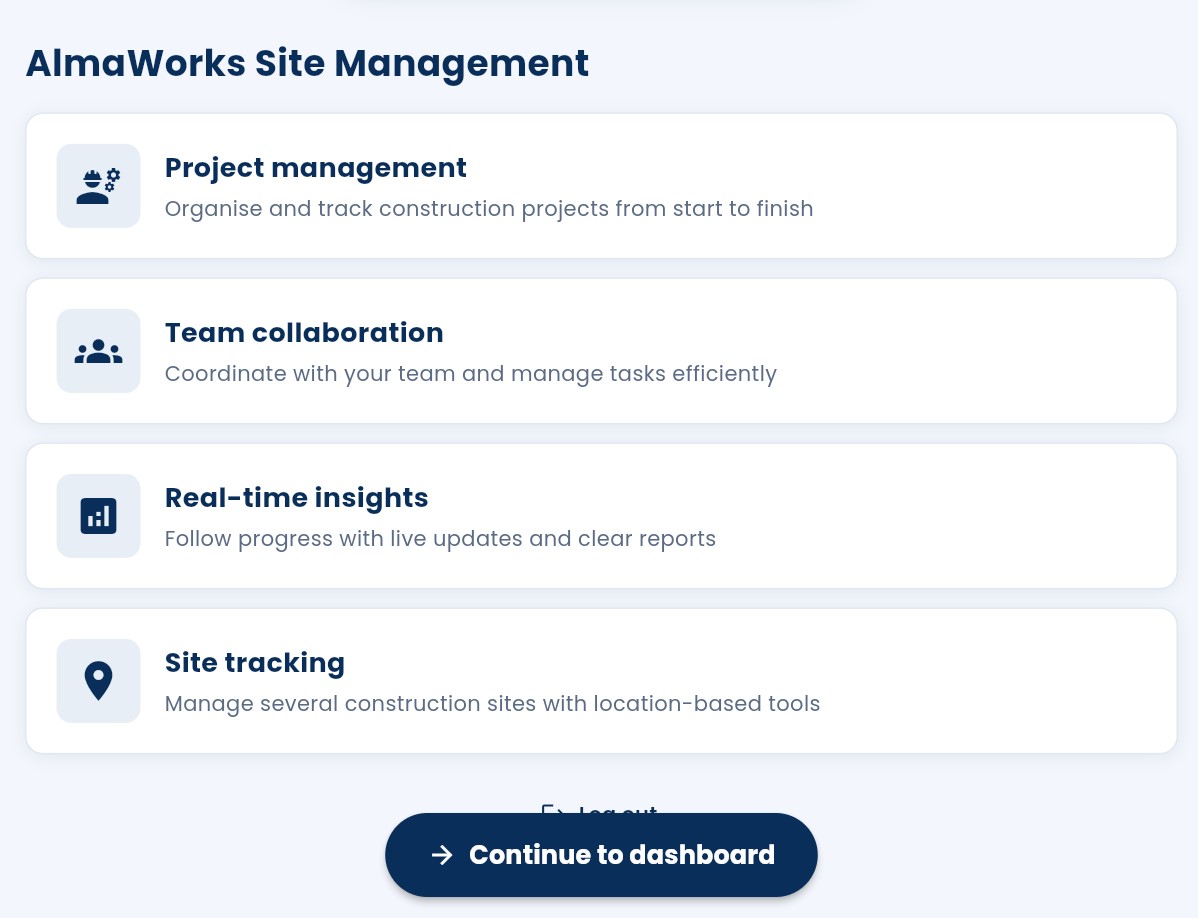 AlmaWorks Site Management
Project management
Organise and track construction projects from start to finish
Team collaboration
Coordinate with your team and manage tasks efficiently
Real-time insights
Follow progress with live updates and clear reports
Site tracking
Manage several construction sites with location-based tools
Log out
Continue to dashboard